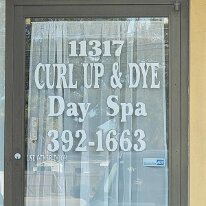 11317
CURL UP & DYE
Day Spa
392-1663